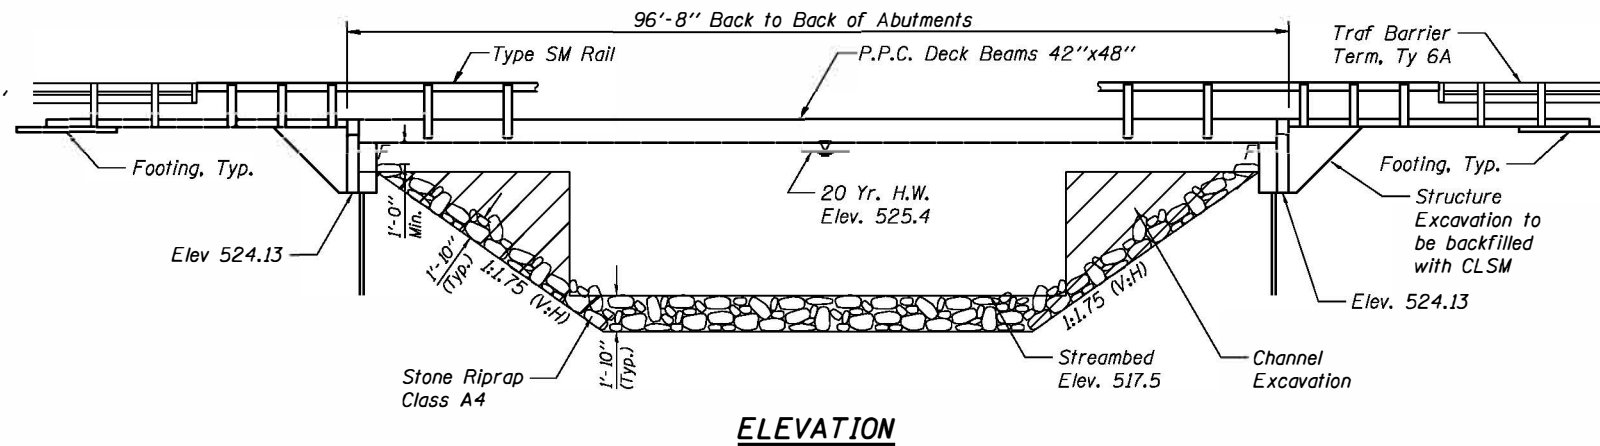 96'-8" Back to Back of Abutments
Type SM Rail
P.P.C. Deck Beams 42"x48"
Traf Barrier
Term, Ty 6A
Footing, Typ.
F
F
20 Yr. H.W.
Elev. 525.4
Footing, Typ.
Structure
Excavation to
be backfilled
with CLSM
1'-0"
Min.
Elev 524.13
1'-10"
(Typ.)
1:1.75 (V:H)
1:1.75 (V:H)
Elev. 524.13
1'-10"
(Typ.)
Stone Riprap
Class A4
Streambed
Elev. 517.5
Channel
Excavation
ELEVATION